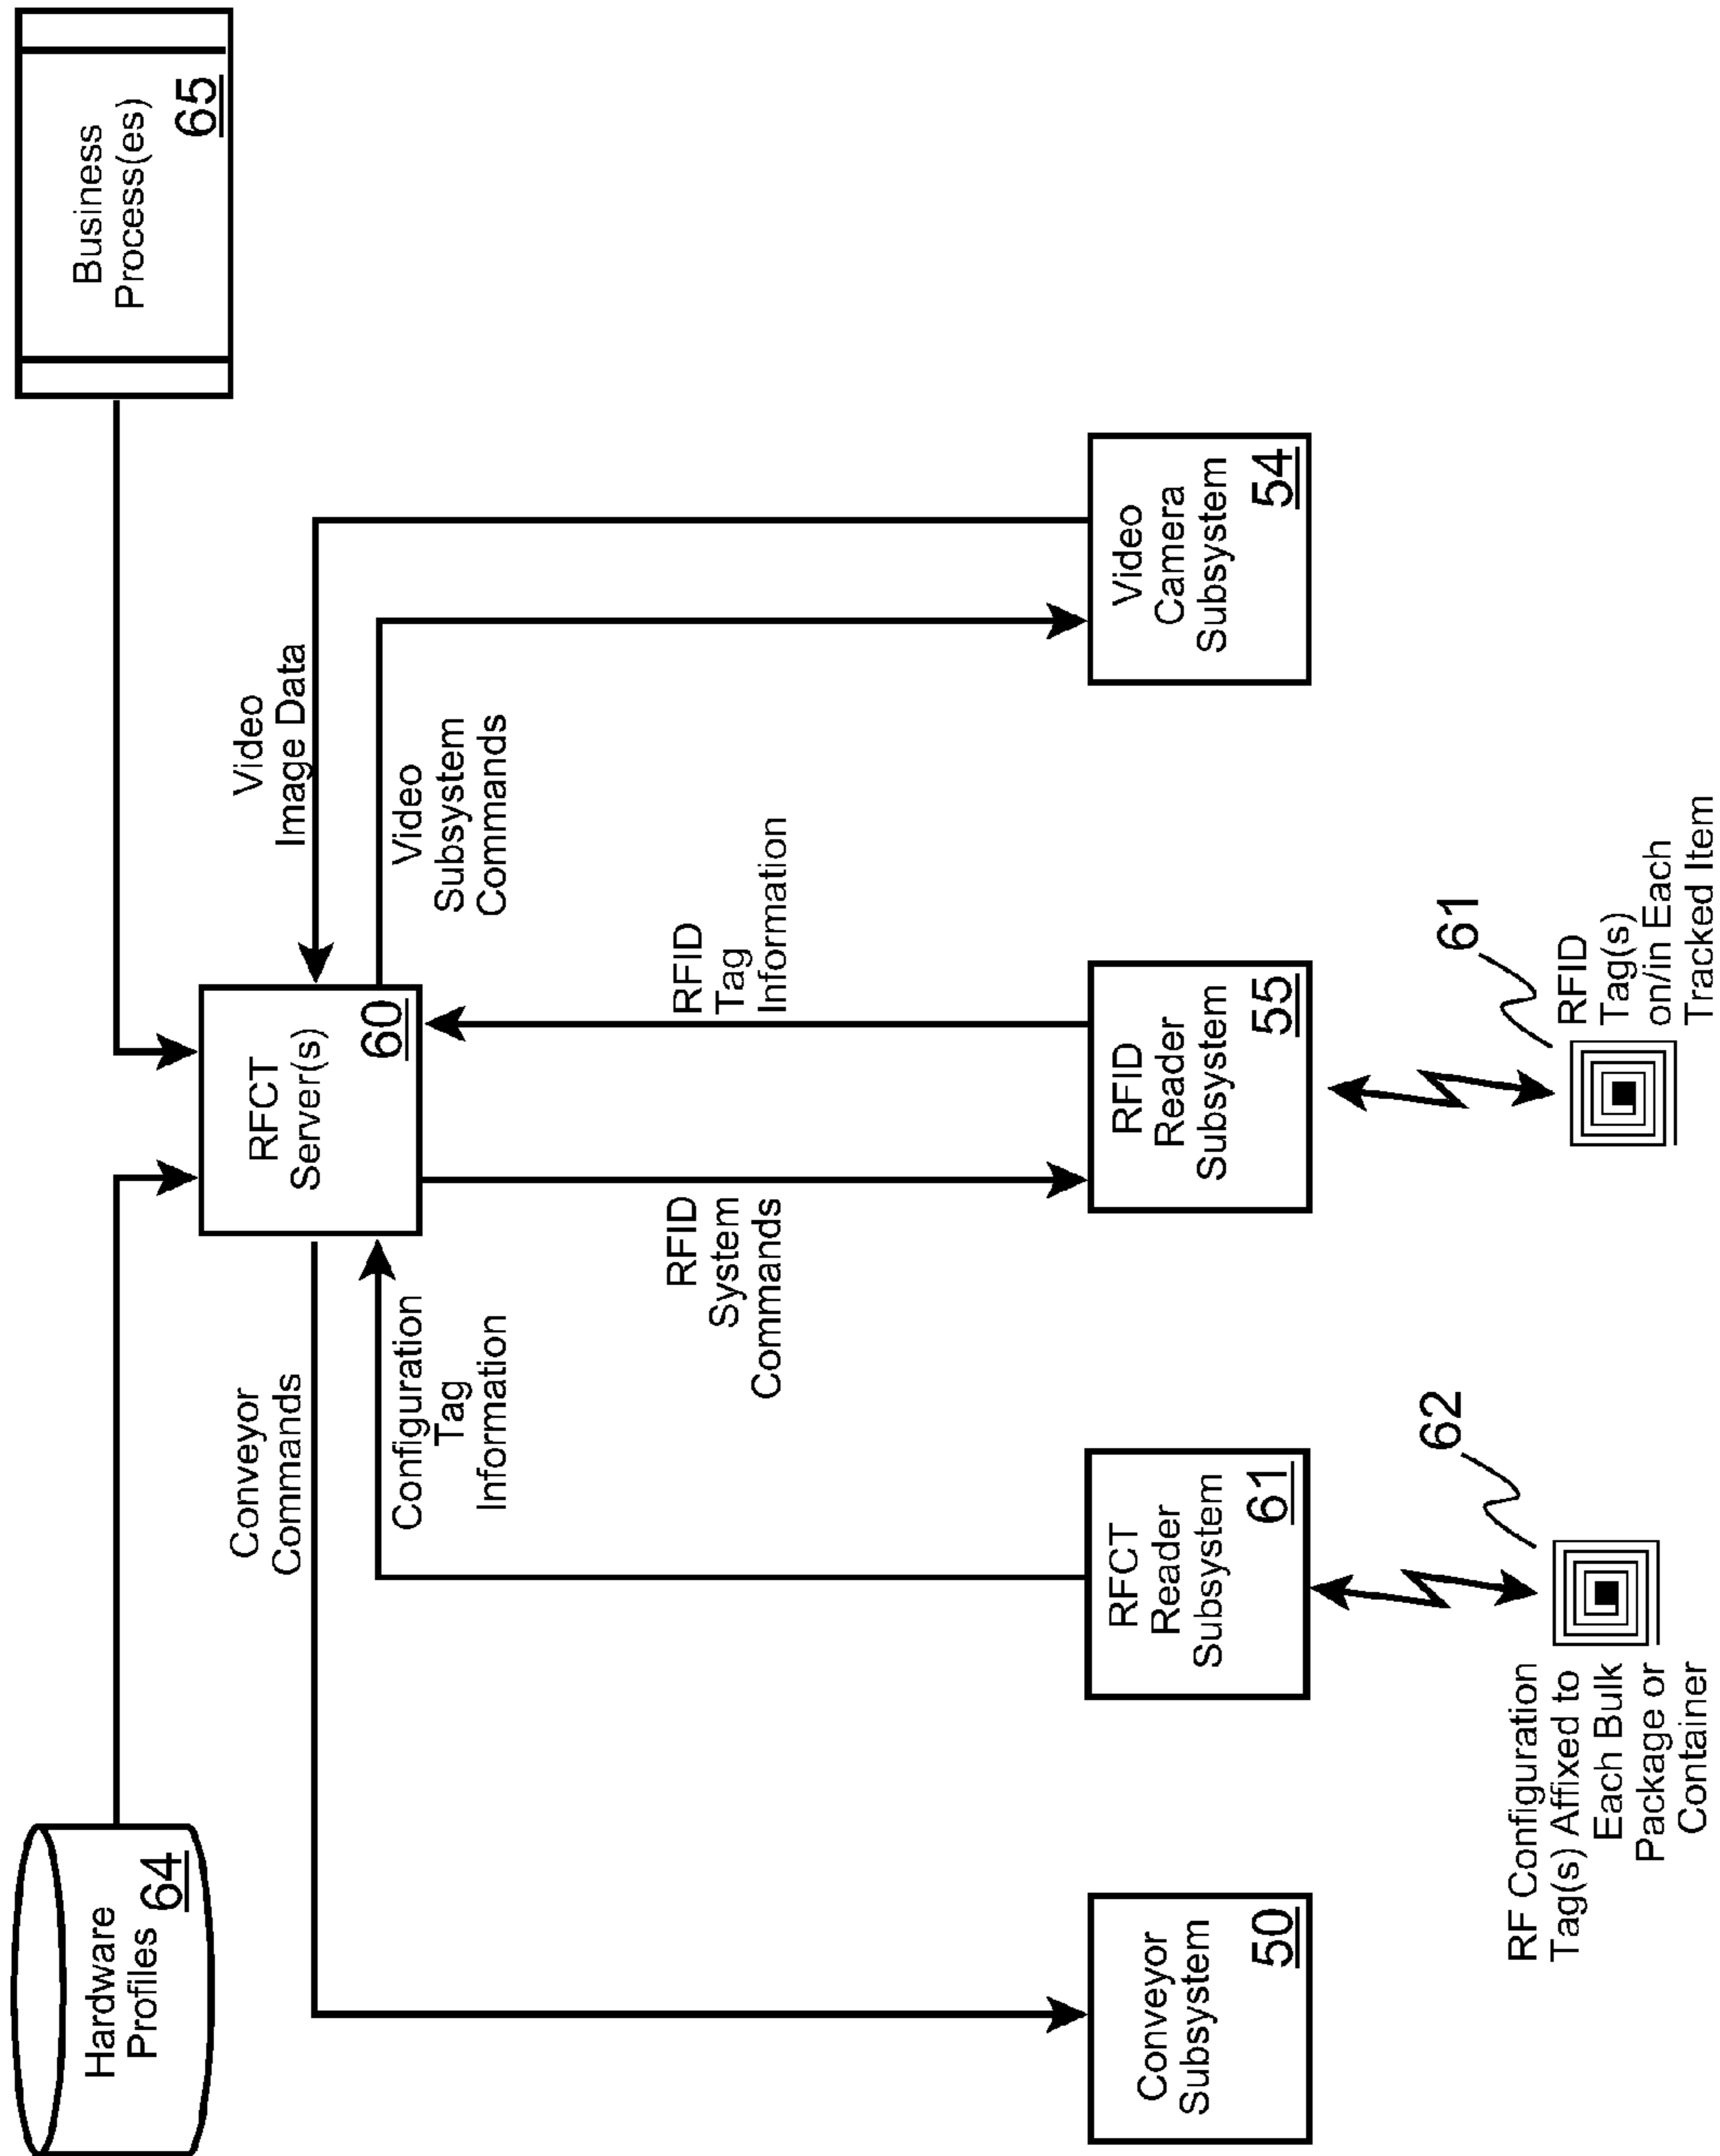 Hardware
Profiles
64
Business
Process(es)
65
RFCT
Server(s)
60
Conveyor
Commands
Configuration
Tag
Information
Video
Image Data
Video
Subsystem
Commands
RFID
System
Commands
RFID
Tag
Information
Conveyor
Subsystem
50
RFCT
Reader
Subsystem
61
RFID
Reader
Subsystem
55
Video
Camera
Subsystem
54
RF Configuration
Tag(s) Affixed to
Each Bulk
Package or
Container
62
61
RFID
Tag(s)
on/in Each
Tracked Item